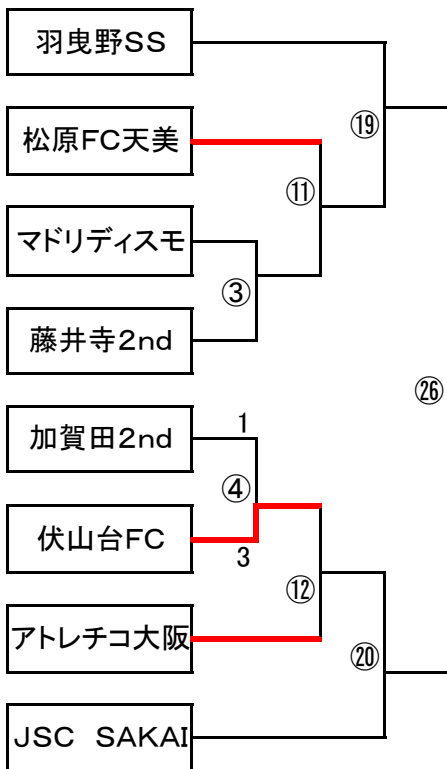 羽曳野SS
⑲
松原FC天美
⑪
マドリディスモ
③
藤井寺2nd
㉖
加賀田2nd
1
④
伏山台FC
3
⑫
アトレチコ大阪
⑳
JSC　SAKAI